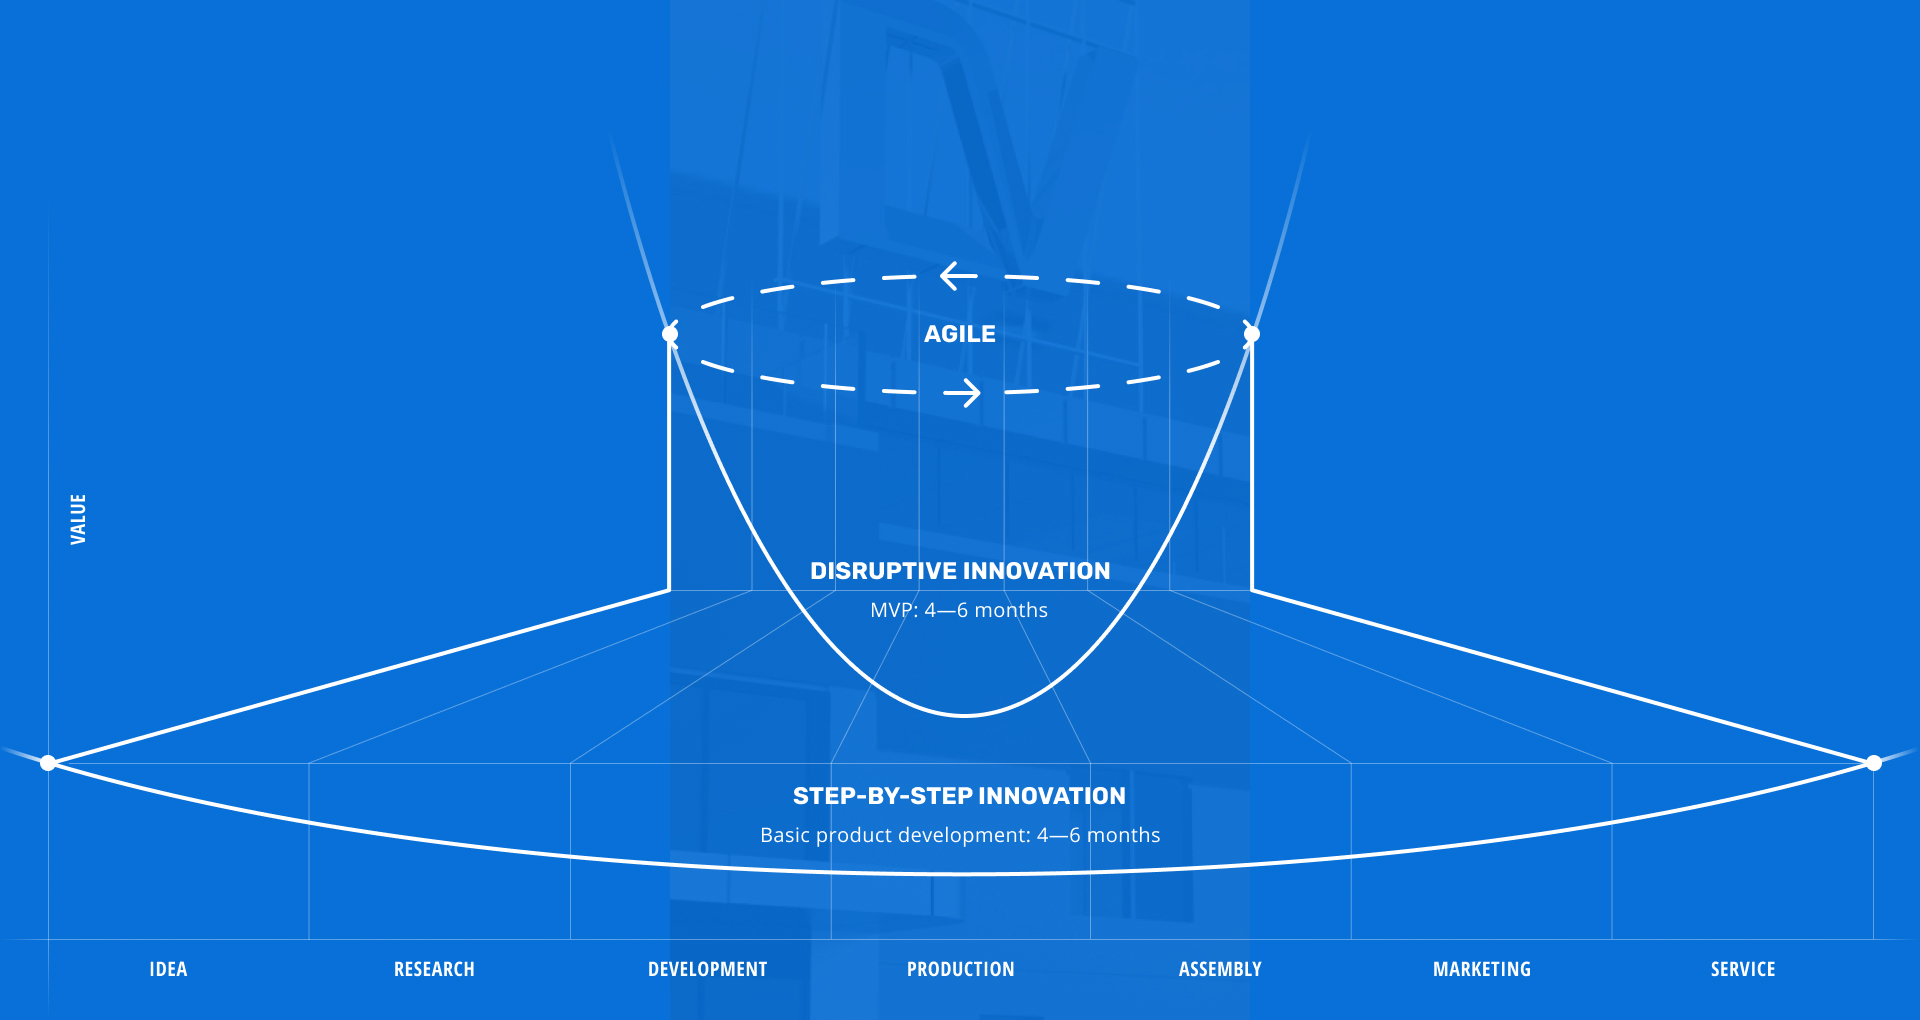 AGILE
VALUE
DISRUPTIVE INNOVATION
MVP: 4—6 months
STEP-BY-STEP INNOVATION
Basic product development: 4—6 months
IDEA
RESEARCH
DEVELOPMENT
PRODUCTION
ASSEMBLY
MARKETING
SERVICE